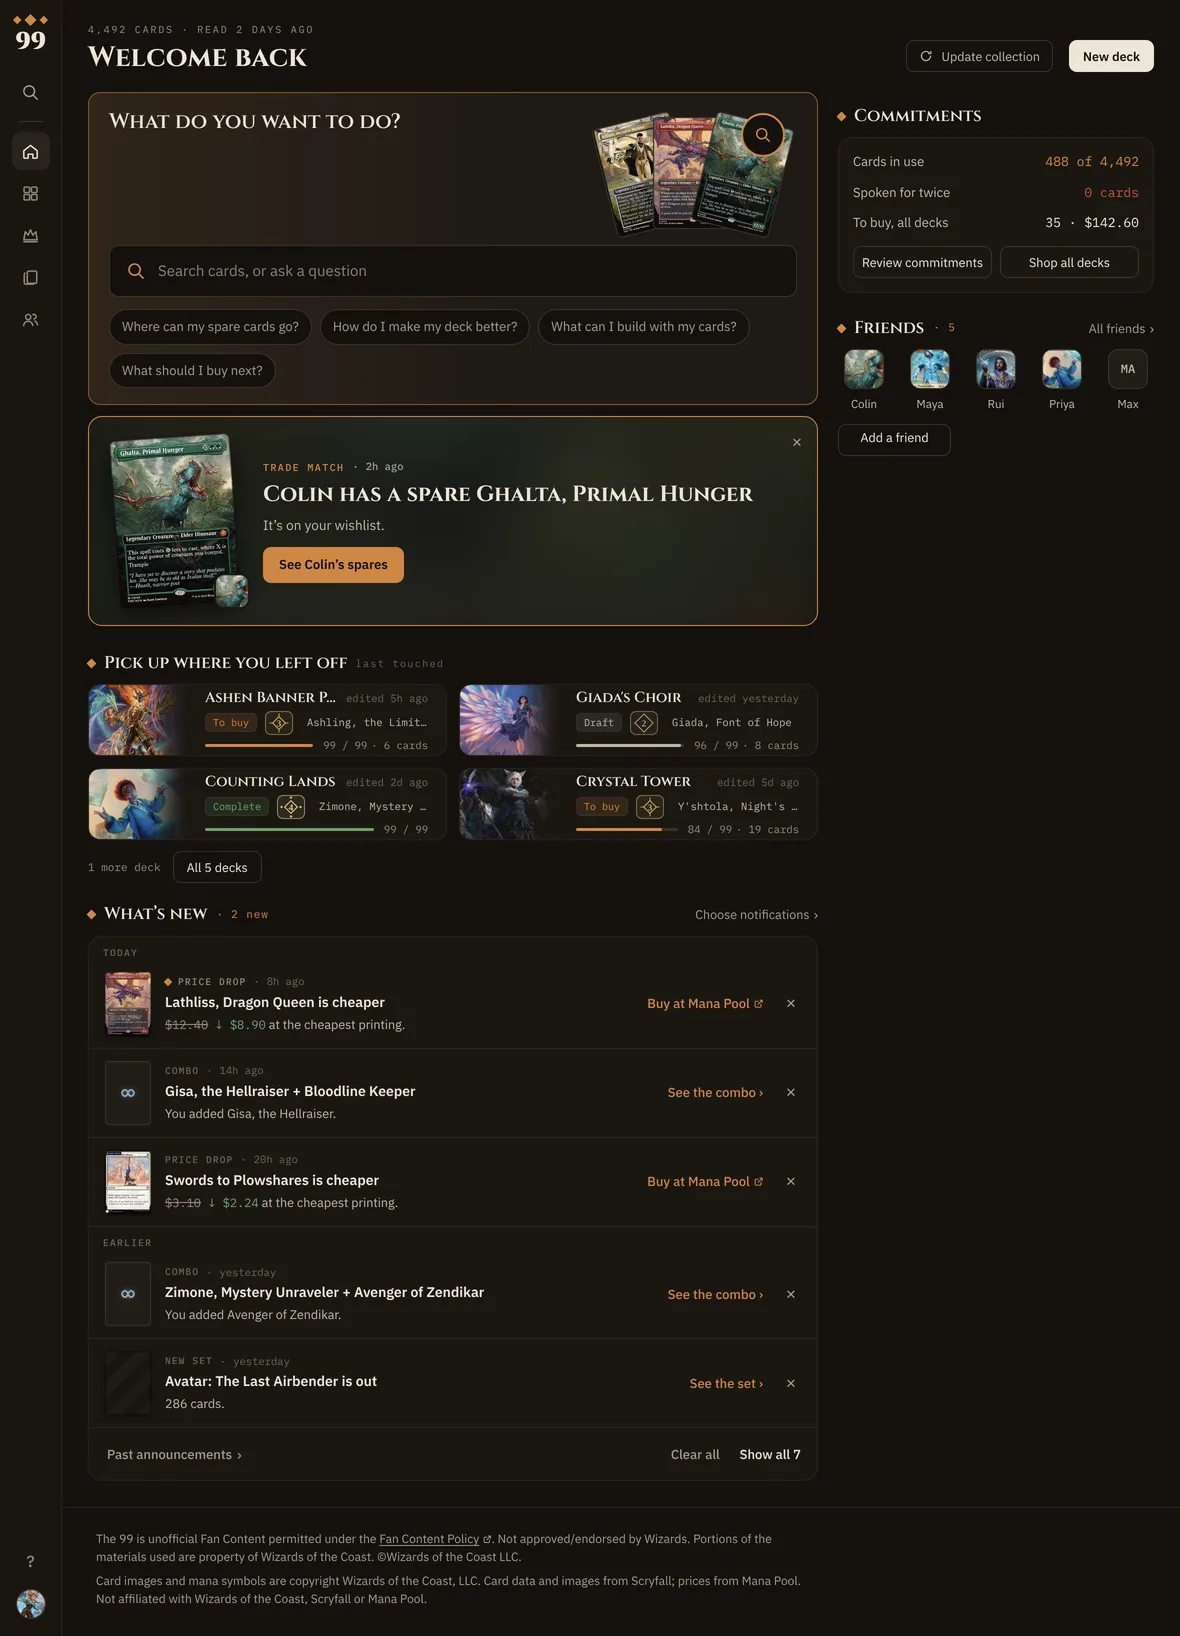 99
4,492 CARDS · READ 2 DAYS AGO
WELCOME BACK
Update collection
New deck
WHAT DO YOU WANT TO DO?
Search cards, or ask a question
Where can my spare cards go?
How do I make my deck better?
What can I build with my cards?
What should I buy next?
Ghalta, Primal Hunger
Legendary Creature — Elder Dinosaur
TRADE MATCH · 2h ago
COLIN HAS A SPARE GHALTA, PRIMAL HUNGER
It's on your wishlist.
See Colin's spares
PICK UP WHERE YOU LEFT OFF last touched
ASHEN BANNER P… edited 5h ago
To buy 3 Ashling, the Limit…
99 / 99 · 6 cards
GIADA'S CHOIR edited yesterday
Draft 2 Giada, Font of Hope
96 / 99 · 8 cards
COUNTING LANDS edited 2d ago
Complete 4 Zimone, Mystery …
99 / 99
CRYSTAL TOWER edited 5d ago
To buy 3 Y'shtola, Night's …
84 / 99 · 19 cards
1 more deck
All 5 decks
WHAT'S NEW · 2 new
Choose notifications ›
TODAY
PRICE DROP · 8h ago
Lathliss, Dragon Queen is cheaper
$12.40 ↓ $8.90 at the cheapest printing.
Buy at Mana Pool
COMBO · 14h ago
Gisa, the Hellraiser + Bloodline Keeper
You added Gisa, the Hellraiser.
See the combo ›
PRICE DROP · 20h ago
Swords to Plowshares is cheaper
$3.10 ↓ $2.24 at the cheapest printing.
Buy at Mana Pool
EARLIER
COMBO · yesterday
Zimone, Mystery Unraveler + Avenger of Zendikar
You added Avenger of Zendikar.
See the combo ›
NEW SET · yesterday
Avatar: The Last Airbender is out
286 cards.
See the set ›
Past announcements ›
Clear all
Show all 7
COMMITMENTS
Cards in use 488 of 4,492
Spoken for twice 0 cards
To buy, all decks 35 · $142.60
Review commitments
Shop all decks
FRIENDS · 5
All friends ›
MA
Colin
Maya
Rui
Priya
Max
Add a friend
?
The 99 is unofficial Fan Content permitted under the Fan Content Policy. Not approved/endorsed by Wizards. Portions of the
materials used are property of Wizards of the Coast. ©Wizards of the Coast LLC.
Card images and mana symbols are copyright Wizards of the Coast, LLC. Card data and images from Scryfall; prices from Mana Pool.
Not affiliated with Wizards of the Coast, Scryfall or Mana Pool.